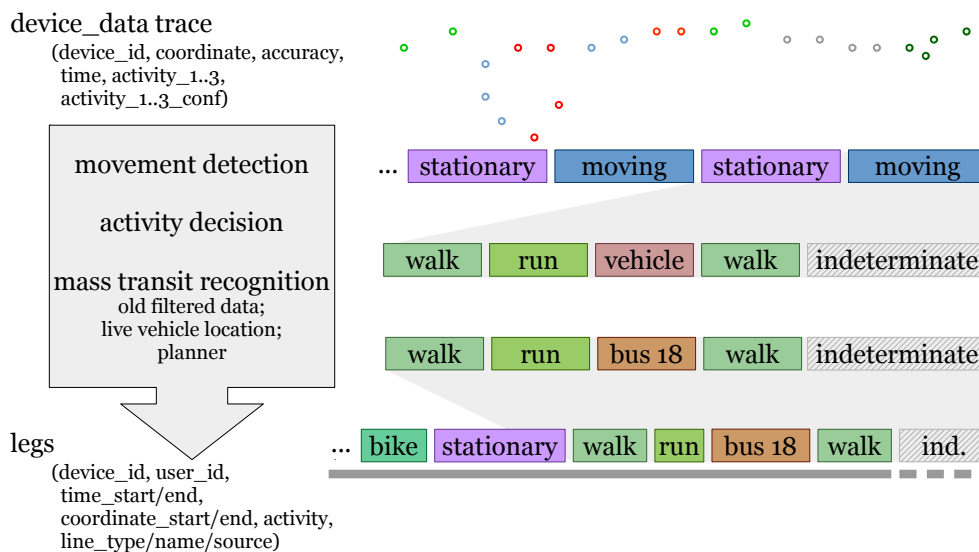 device_data trace
(device_id, coordinate, accuracy,
time, activity_1..3,
activity_1..3_conf)
movement detection
activity decision
mass transit recognition
old filtered data;
live vehicle location;
planner
... stationary moving stationary moving
walk run vehicle walk indeterminate
walk run bus 18 walk indeterminate
legs
... bike stationary walk run bus 18 walk ind.
(device_id, user_id,
time_start/end,
coordinate_start/end, activity,
line_type/name/source)